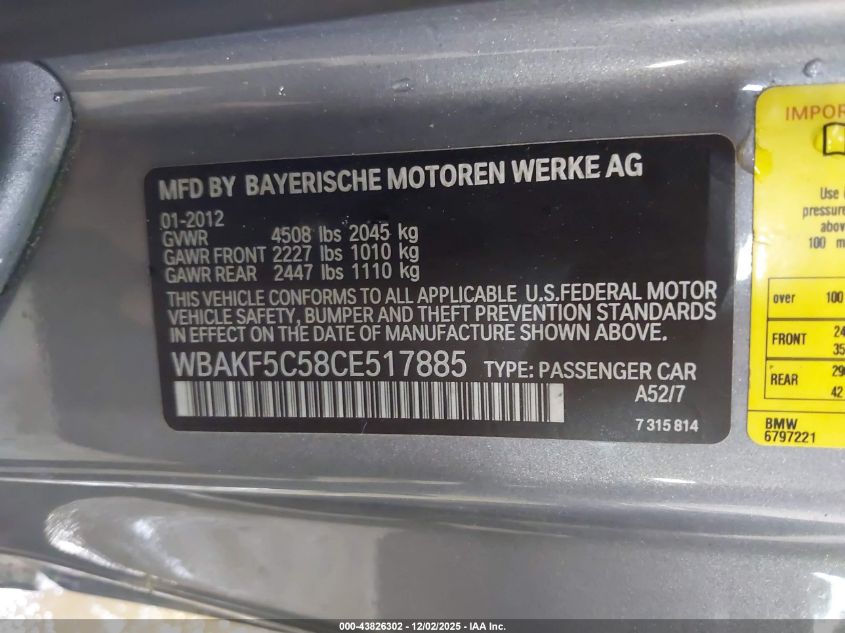 MFD BY BAYERISCHE MOTOREN WERKE AG
01-2012
GVWR 4508 lbs 2045 kg
GAWR FRONT 2227 lbs 1010 kg
GAWR REAR 2447 lbs 1110 kg
THIS VEHICLE CONFORMS TO ALL APPLICABLE U.S.FEDERAL MOTOR
VEHICLE SAFETY, BUMPER AND THEFT PREVENTION STANDARDS
IN EFFECT ON THE DATE OF MANUFACTURE SHOWN ABOVE.
WBAKF5C58CE517885 TYPE: PASSENGER CAR
A52/7
7 315 814
Use
pressure
100
over 100
FRONT
35
REAR
42
BMW
6797221
000-43826302 - 12/02/2025 - IAA Inc.